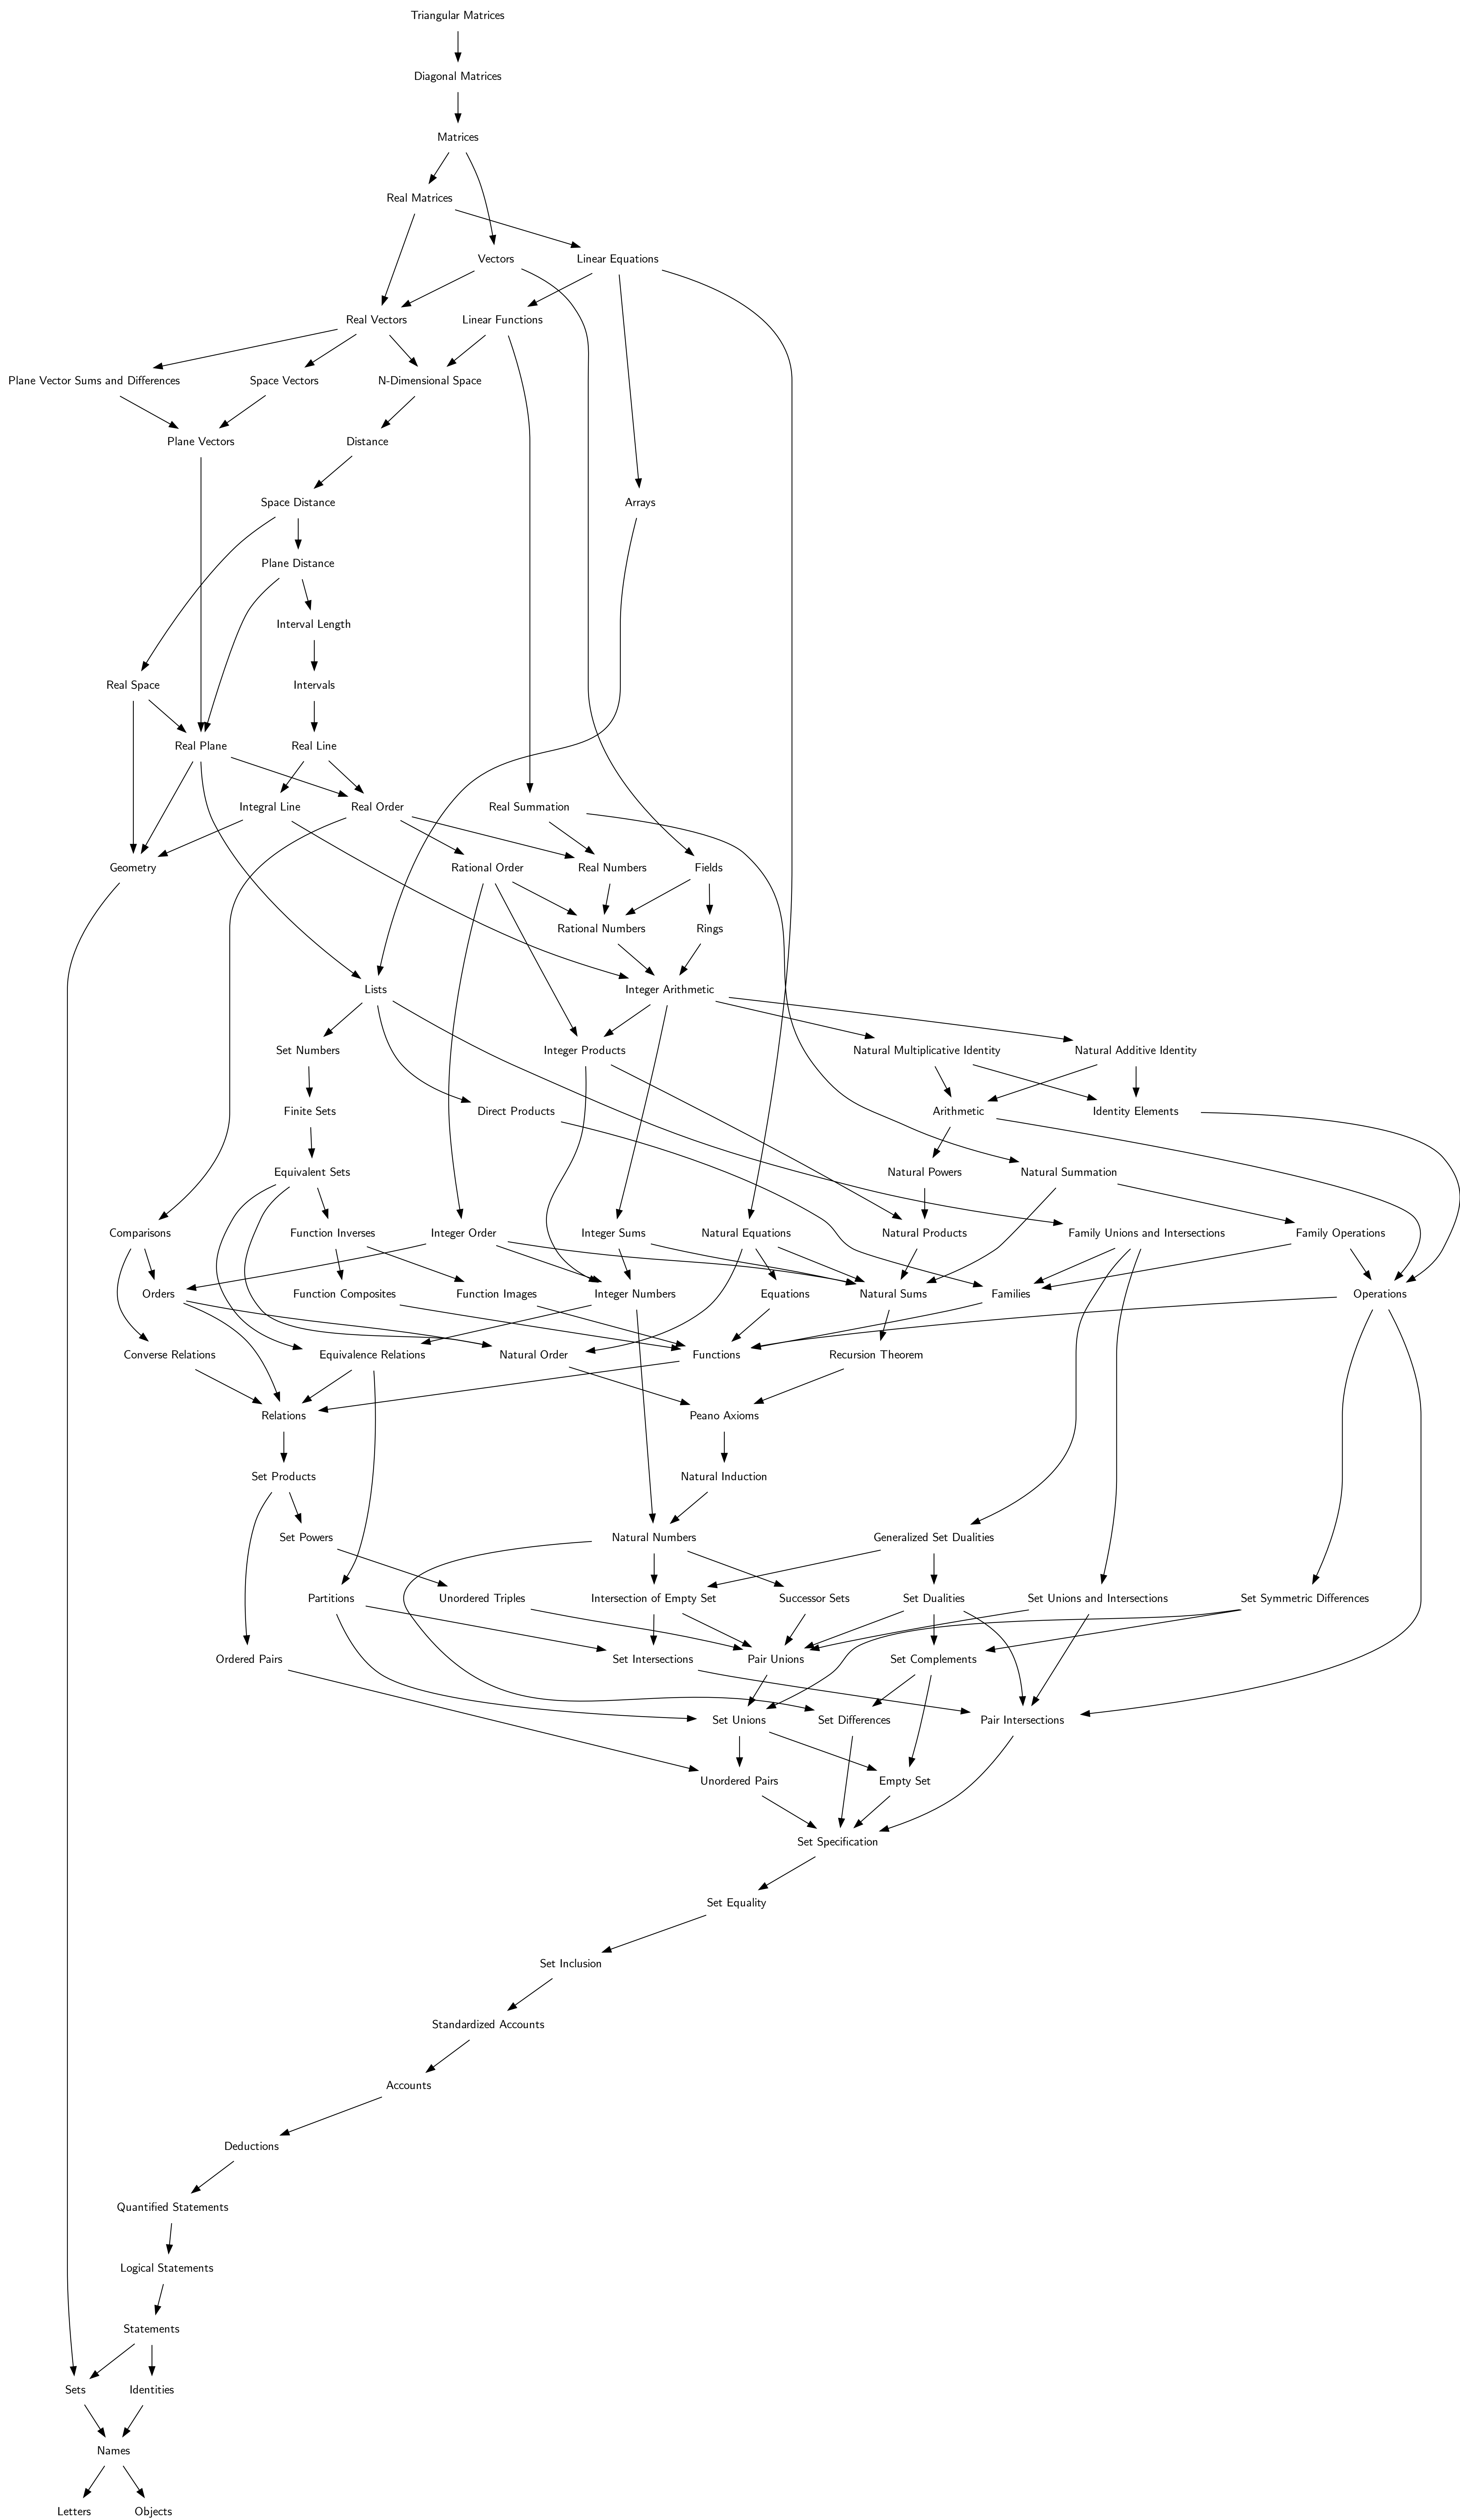 Triangular Matrices
Diagonal Matrices
Matrices
Real Matrices
Vectors
Linear Equations
Real Vectors
Linear Functions
Plane Vector Sums and Differences
Space Vectors
N-Dimensional Space
Plane Vectors
Distance
Space Distance
Arrays
Plane Distance
Interval Length
Real Space
Intervals
Real Plane
Real Line
Integral Line
Real Order
Real Summation
Geometry
Rational Order
Real Numbers
Fields
Rational Numbers
Rings
Lists
Integer Arithmetic
Set Numbers
Integer Products
Natural Multiplicative Identity
Natural Additive Identity
Finite Sets
Direct Products
Arithmetic
Identity Elements
Equivalent Sets
Natural Powers
Natural Summation
Comparisons
Function Inverses
Integer Order
Integer Sums
Natural Equations
Natural Products
Family Unions and Intersections
Family Operations
Orders
Function Composites
Function Images
Integer Numbers
Equations
Natural Sums
Families
Operations
Converse Relations
Equivalence Relations
Natural Order
Functions
Recursion Theorem
Relations
Peano Axioms
Set Products
Natural Induction
Set Powers
Natural Numbers
Generalized Set Dualities
Partitions
Unordered Triples
Intersection of Empty Set
Successor Sets
Set Dualities
Set Unions and Intersections
Set Symmetric Differences
Ordered Pairs
Set Intersections
Pair Unions
Set Complements
Set Unions
Set Differences
Pair Intersections
Unordered Pairs
Empty Set
Set Specification
Set Equality
Set Inclusion
Standardized Accounts
Accounts
Deductions
Quantified Statements
Logical Statements
Statements
Sets
Identities
Names
Letters
Objects